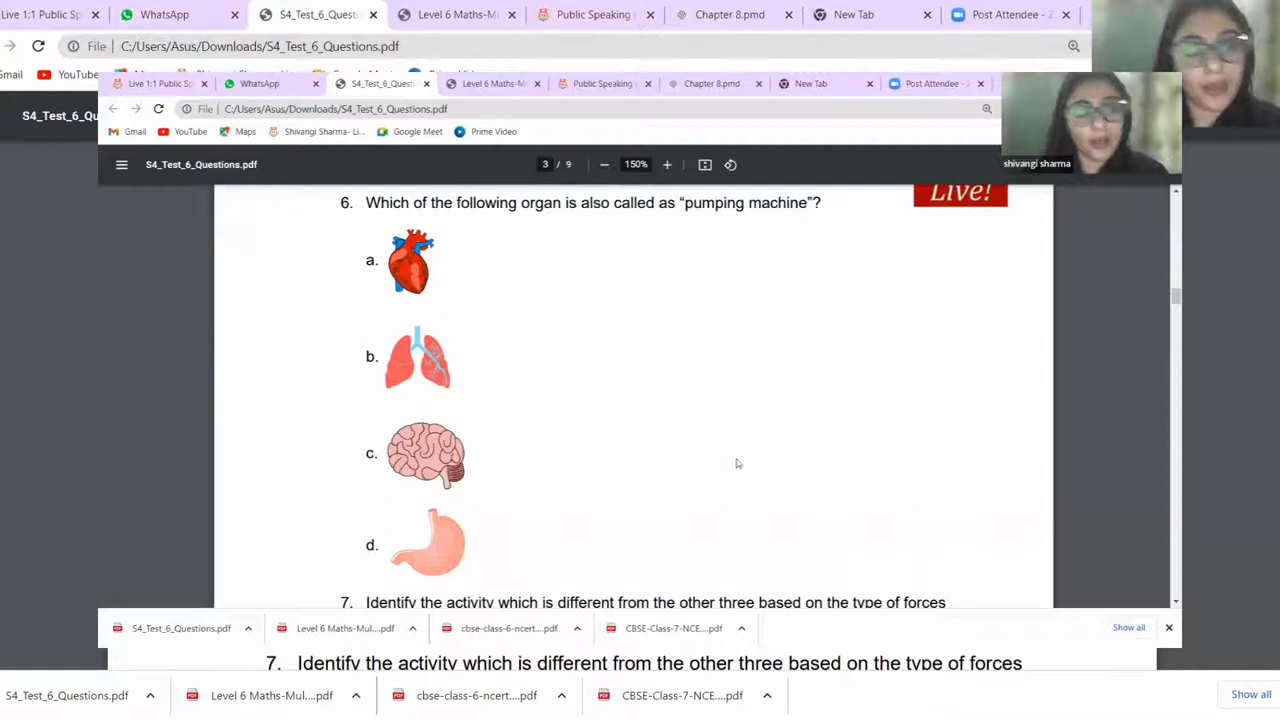 Live 1:1 Public Sp
WhatsApp
S4_Test_6_Questi
Level 6 Maths-M
Public Speaking
Chapter 8.pmd
New Tab
Post Attendee - 2
File C:/Users/Asus/Downloads/S4_Test_6_Questions.pdf
Gmail
YouTube
Live 1:1 Public Sp
WhatsApp
S4_Test_6_Questi
Level 6 Maths-Mu
Public Speaking
Chapter 8.pmd
New Tab
Post Attendee - 2
File C:/Users/Asus/Downloads/S4_Test_6_Questions.pdf
Gmail
YouTube
Maps
Shivangi Sharma- Li...
Google Meet
Prime Video
S4_Test_6_Qu
S4_Test_6_Questions.pdf
3 / 9
150%
shivangi sharma
Live!
6. Which of the following organ is also called as “pumping machine”?
a.
b.
c.
d.
7. Identify the activity which is different from the other three based on the type of forces
S4_Test_6_Questions.pdf
Level 6 Maths-Mul....pdf
cbse-class-6-ncert....pdf
CBSE-Class-7-NCE....pdf
Show all
7. Identify the activity which is different from the other three based on the type of forces
S4_Test_6_Questions.pdf
Level 6 Maths-Mul....pdf
cbse-class-6-ncert....pdf
CBSE-Class-7-NCE....pdf
Show all